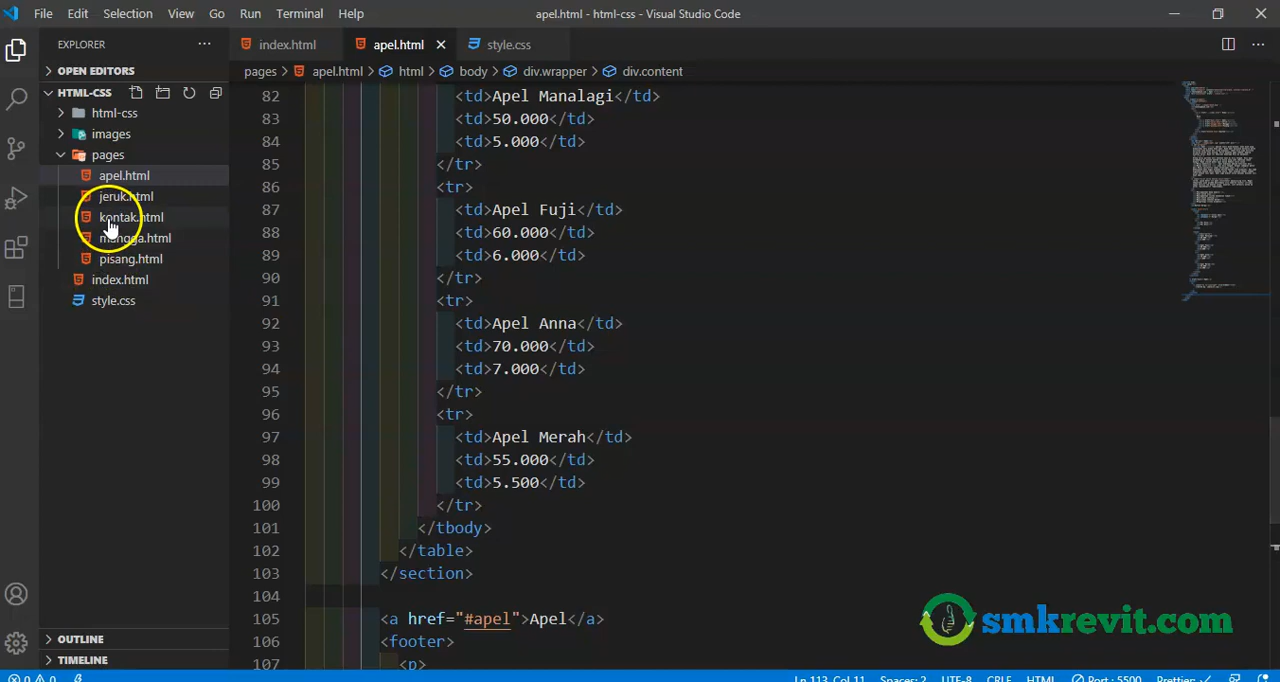 File Edit Selection View Go Run Terminal Help
apel.html - html-css - Visual Studio Code
EXPLORER
OPEN EDITORS
HTML-CSS
html-css
images
pages
apel.html
jeruk.html
kontak.html
mangga.html
pisang.html
index.html
style.css
OUTLINE
TIMELINE
index.html apel.html style.css
pages > apel.html > html > body > div.wrapper > div.content
82 <td>Apel Manalagi</td>
83 <td>50.000</td>
84 <td>5.000</td>
85 </tr>
86 <tr>
87 <td>Apel Fuji</td>
88 <td>60.000</td>
89 <td>6.000</td>
90 </tr>
91 <tr>
92 <td>Apel Anna</td>
93 <td>70.000</td>
94 <td>7.000</td>
95 </tr>
96 <tr>
97 <td>Apel Merah</td>
98 <td>55.000</td>
99 <td>5.500</td>
100 </tr>
101 </tbody>
102 </table>
103 </section>
104
105 <a href="#apel">Apel</a>
106 <footer>
107 <p>
smkrevit.com
0 0 Ln 113, Col 11 Spaces: 2 UTF-8 CRLF HTML Port : 5500 Prettier